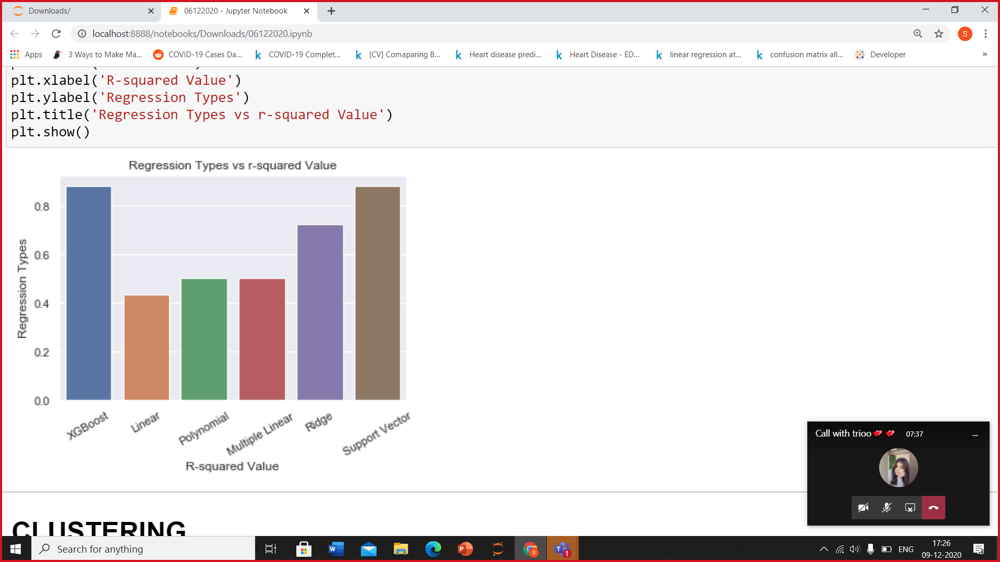 Downloads/
06122020 - Jupyter Notebook
localhost:8888/notebooks/Downloads/06122020.ipynb
S
Apps
3 Ways to Make Ma...
COVID-19 Cases Da...
COVID-19 Complet...
[CV] Comaparing B...
Heart disease predi...
Heart Disease - ED...
linear regression at...
confusion matrix all...
Developer
»
plt.xlabel('R-squared Value')
plt.ylabel('Regression Types')
plt.title('Regression Types vs r-squared Value')
plt.show()
Regression Types vs r-squared Value
Regression Types
0.8
0.6
0.4
0.2
0.0
XGBoost
Linear
Polynomial
Multiple Linear
Ridge
Support Vector
R-squared Value
Call with trioo💕 💕 07:37
CLUSTERING
Search for anything
ENG
17:26
09-12-2020